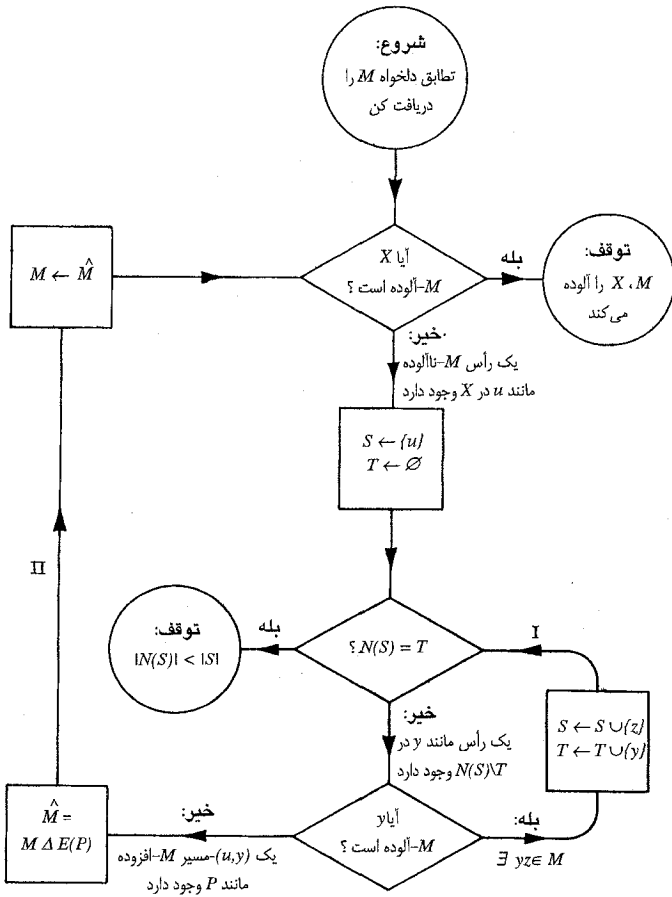 شروع:
تطابق دلخواه M را
دریافت کن
آیا X
M-آلوده است ؟
بله
توقف:
M ، X را آلوده
می‌کند
M ← M̂
خیر:
یک رأس M-ناآلوده
مانند u در X وجود دارد
S ← {u}
T ← ∅
II
N(S) = T ؟
بله
توقف:
|N(S)| < |S|
I
S ← S ∪{z}
T ← T ∪{y}
خیر:
یک رأس مانند y در
N(S)\T وجود دارد
آیا y
M-آلوده است ؟
بله:
∃ yz∈ M
خیر:
یک (u,y)-مسیر M-افزوده
مانند P وجود دارد
M̂ =
M Δ E(P)